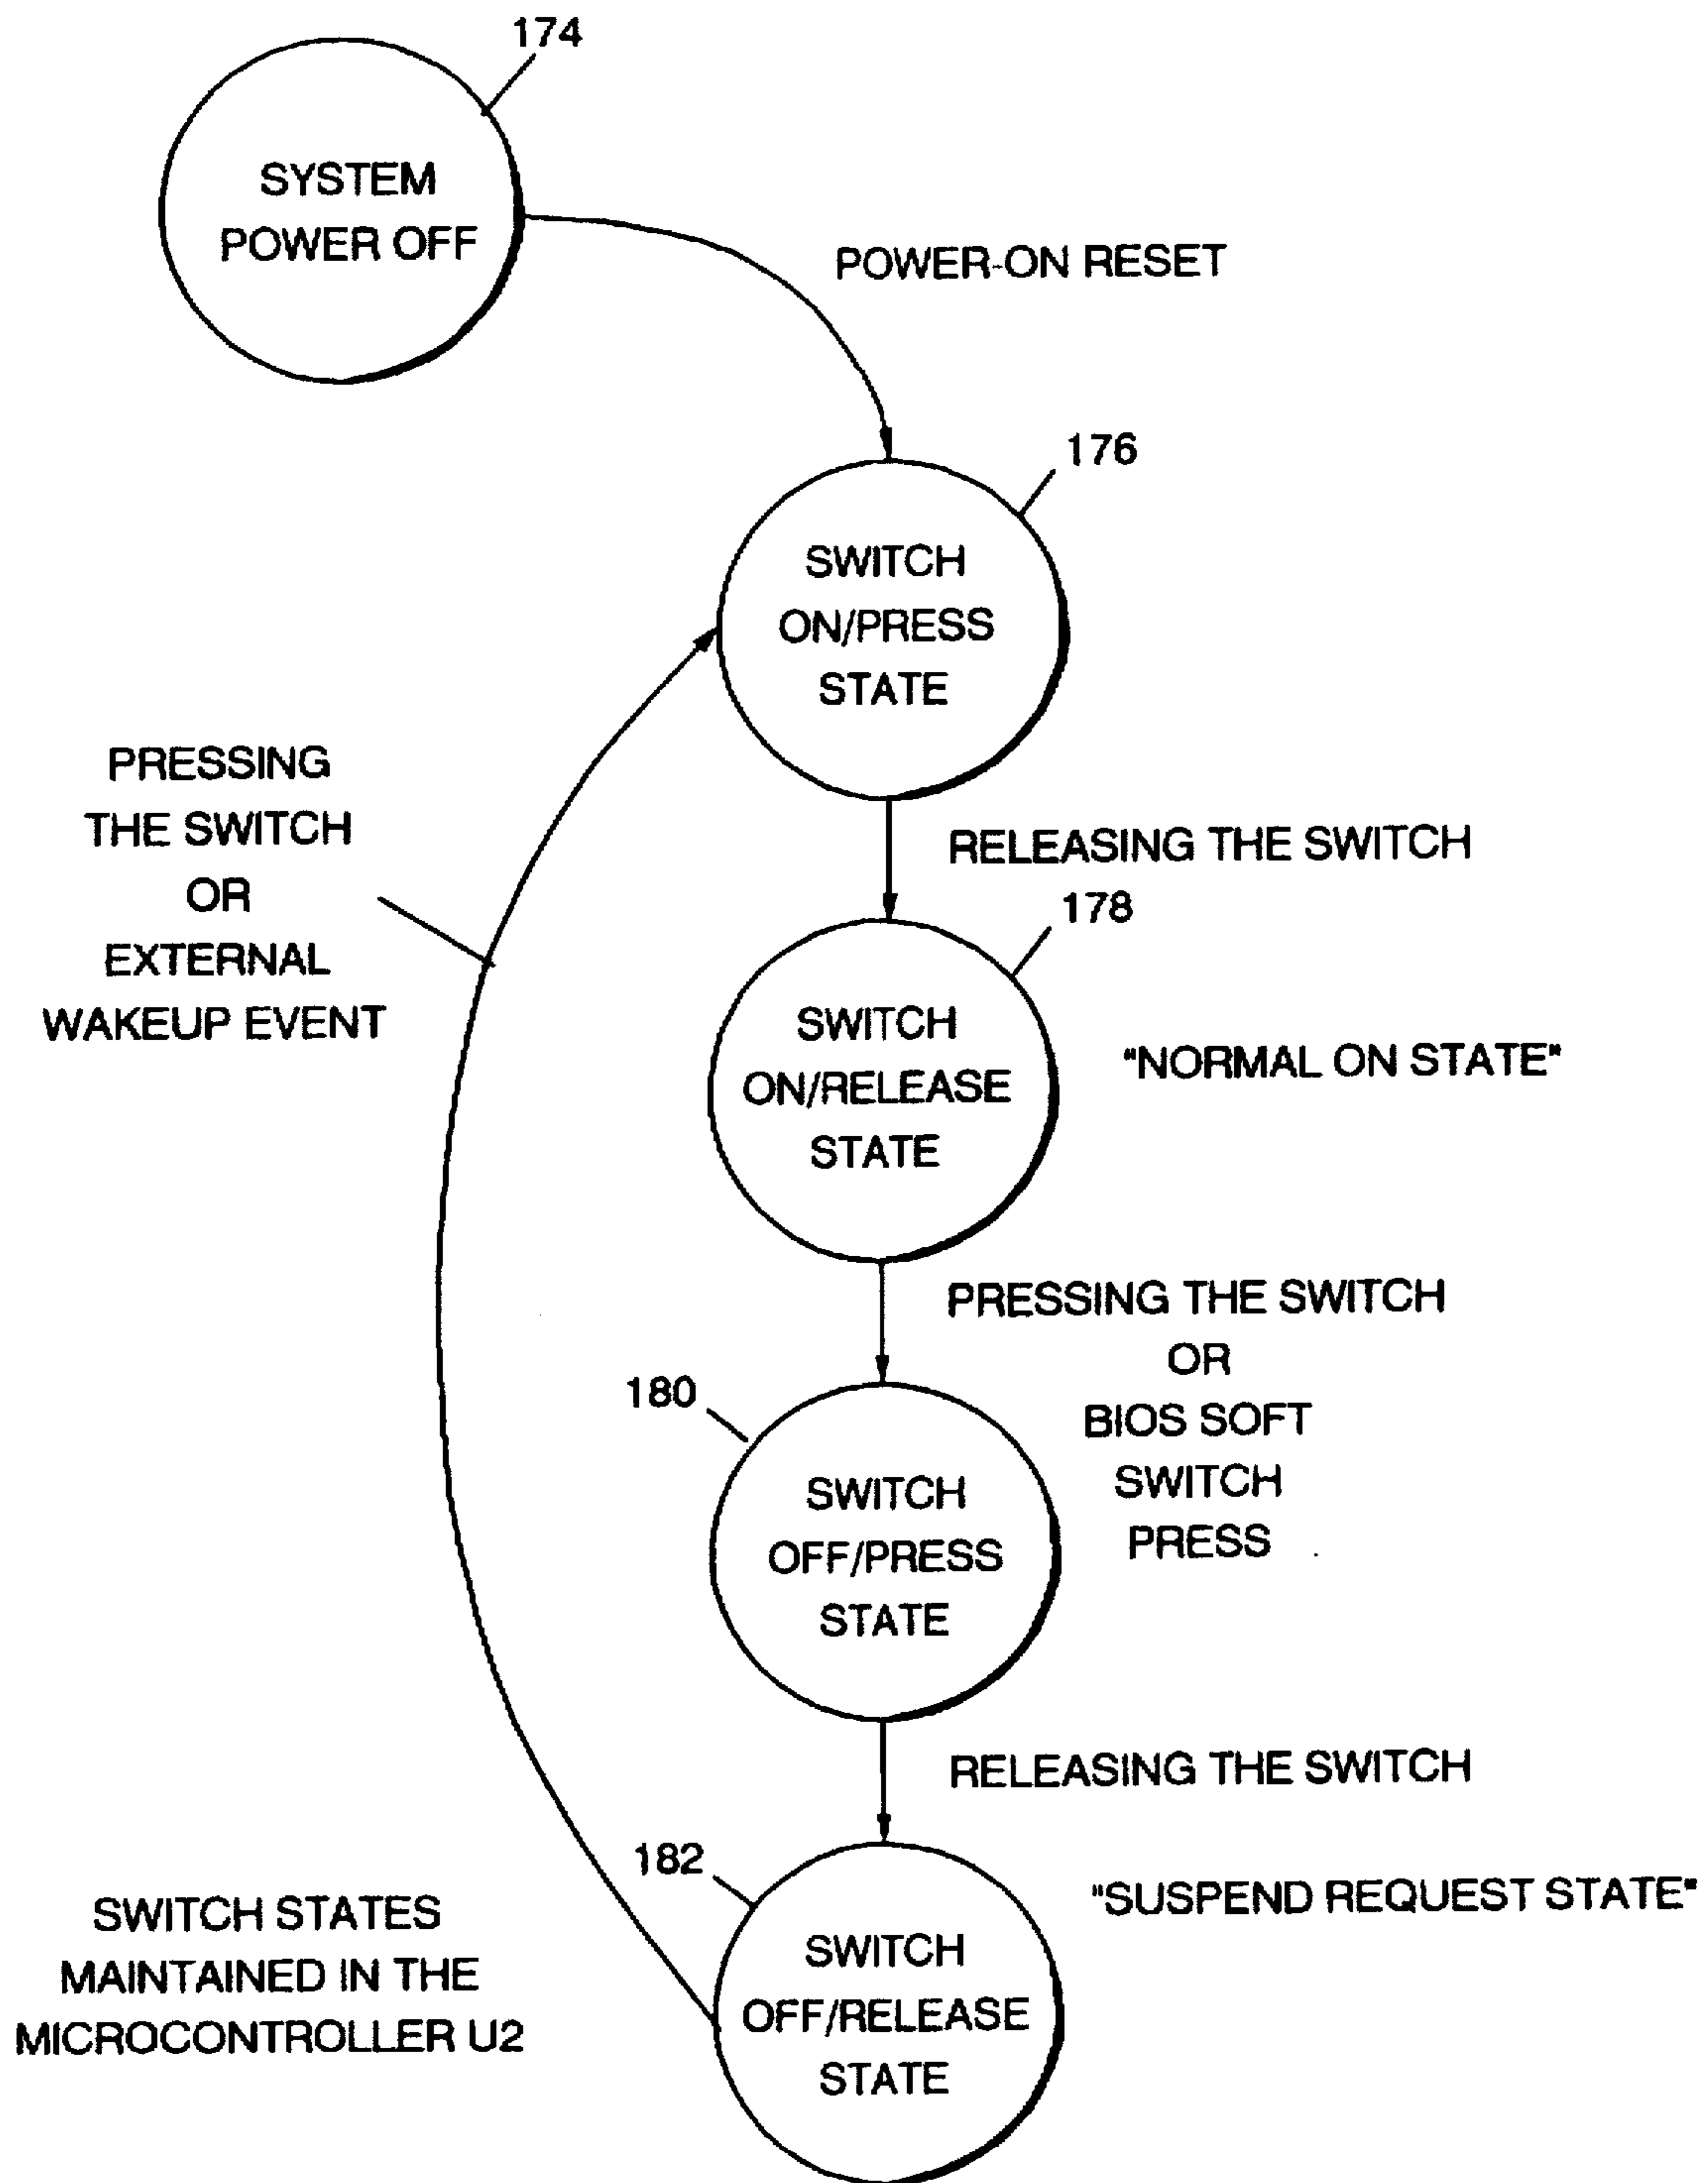 174
SYSTEM
POWER OFF
POWER-ON RESET
176
SWITCH
ON/PRESS
STATE
PRESSING
THE SWITCH
OR
EXTERNAL
WAKEUP EVENT
RELEASING THE SWITCH
178
SWITCH
ON/RELEASE
STATE
"NORMAL ON STATE"
PRESSING THE SWITCH
OR
BIOS SOFT
SWITCH
PRESS
180
SWITCH
OFF/PRESS
STATE
RELEASING THE SWITCH
182
"SUSPEND REQUEST STATE"
SWITCH
OFF/RELEASE
STATE
SWITCH STATES
MAINTAINED IN THE
MICROCONTROLLER U2